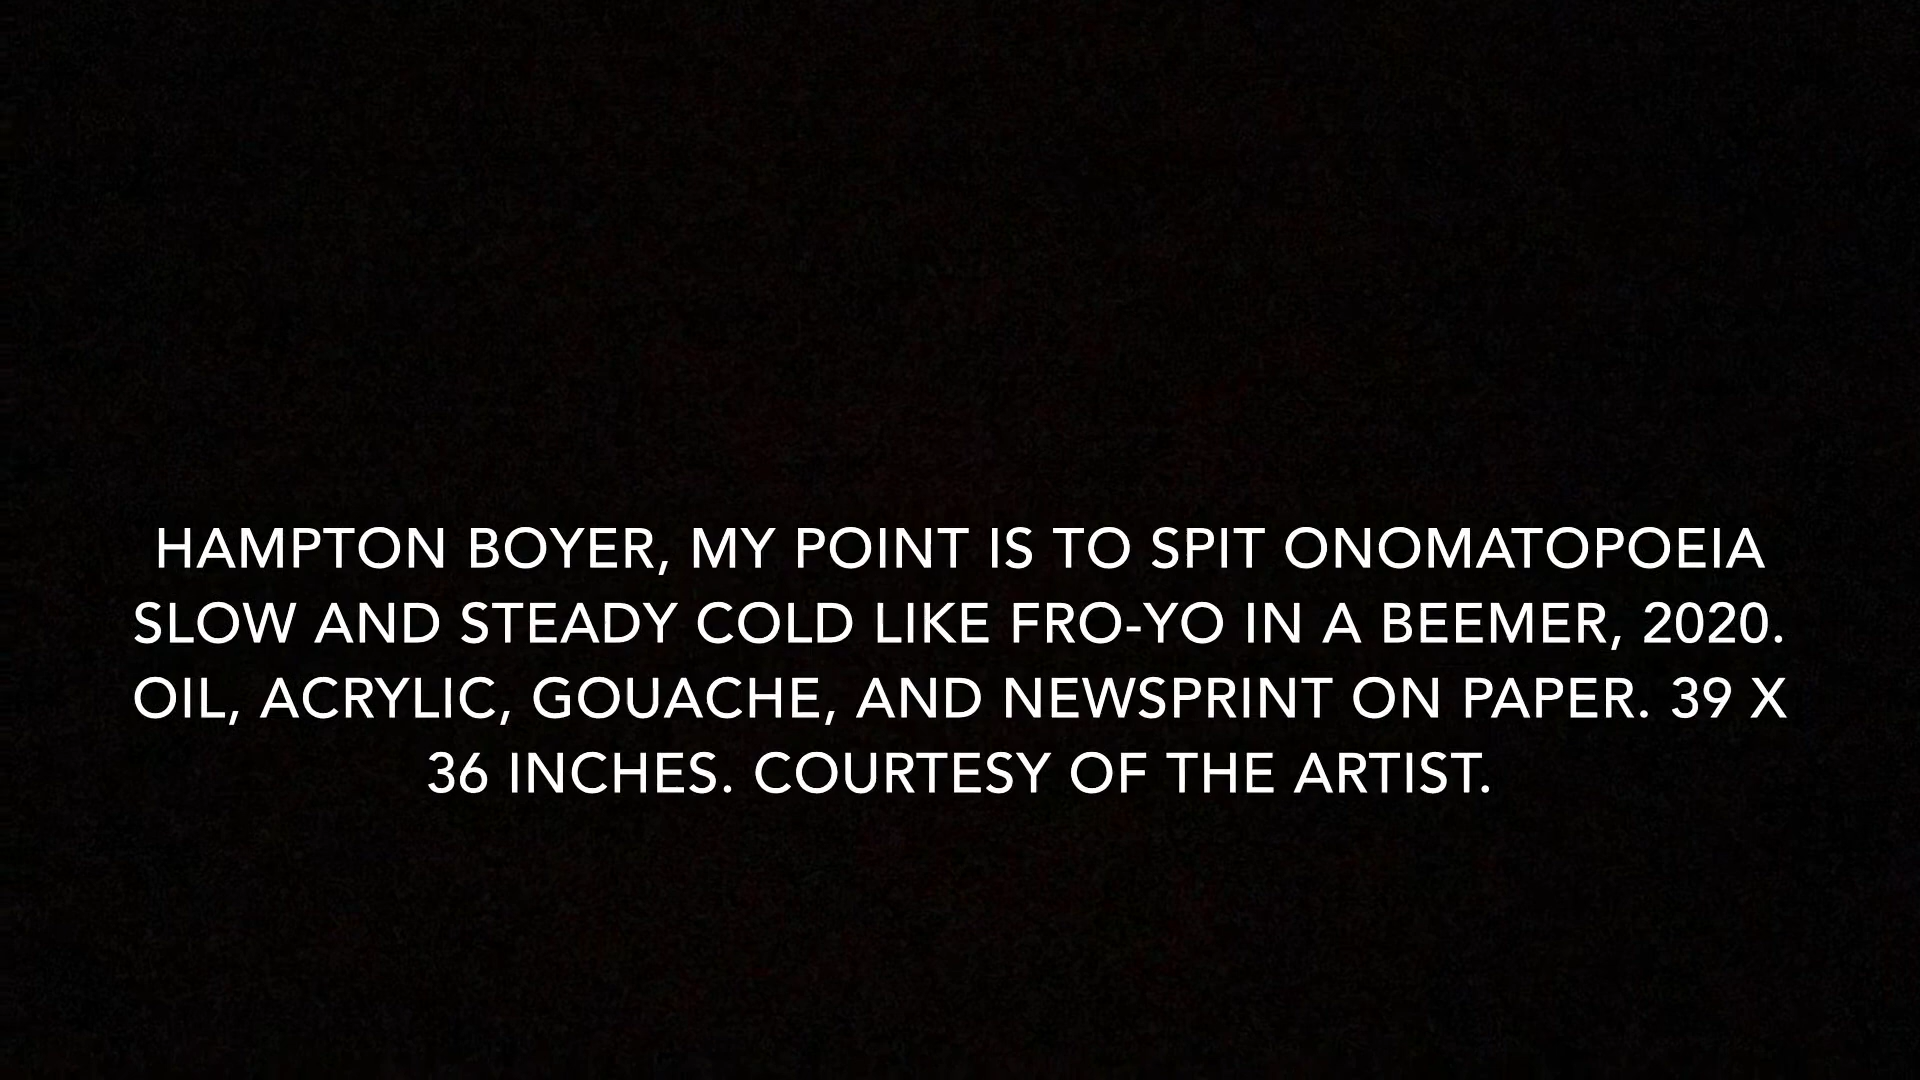 HAMPTON BOYER, MY POINT IS TO SPIT ONOMATOPOEIA
SLOW AND STEADY COLD LIKE FRO-YO IN A BEEMER, 2020.
OIL, ACRYLIC, GOUACHE, AND NEWSPRINT ON PAPER. 39 X
36 INCHES. COURTESY OF THE ARTIST.